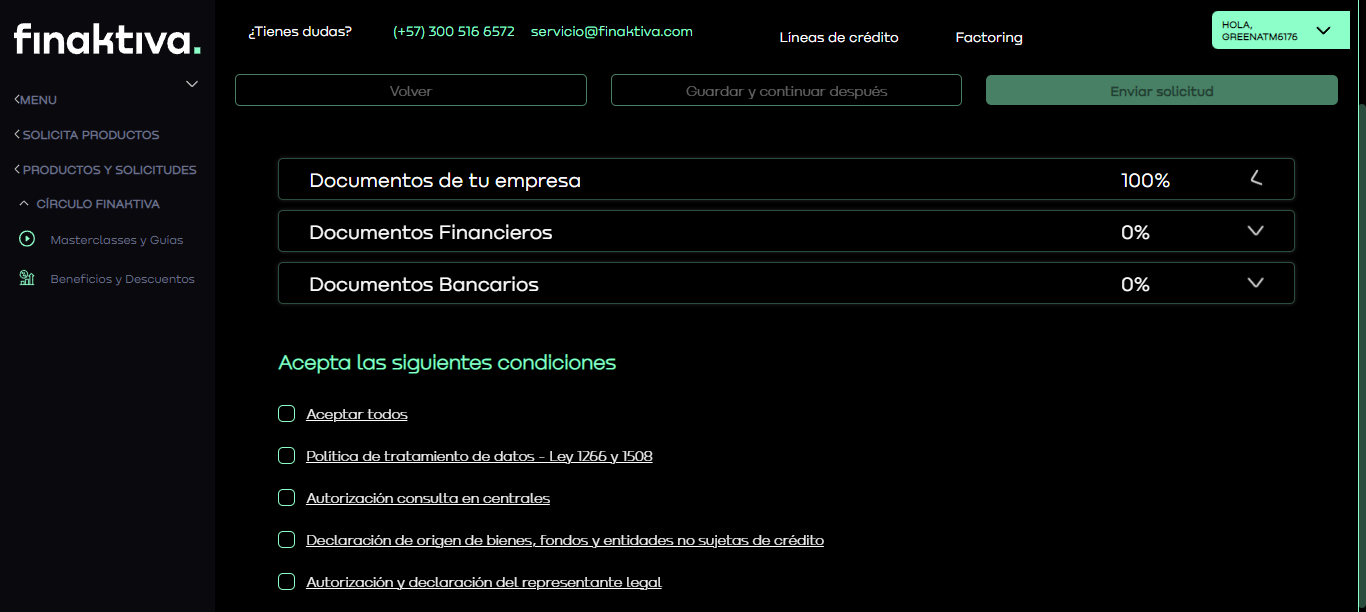 finaktiva.
¿Tienes dudas? (+57) 300 516 6572 servicio@finaktiva.com
Líneas de crédito
Factoring
HOLA,
GREENATM6176
MENU
SOLICITA PRODUCTOS
PRODUCTOS Y SOLICITUDES
CÍRCULO FINAKTIVA
Masterclasses y Guías
Beneficios y Descuentos
Volver
Guardar y continuar después
Enviar solicitud
Documentos de tu empresa 100%
Documentos Financieros 0%
Documentos Bancarios 0%
Acepta las siguientes condiciones
Aceptar todos
Política de tratamiento de datos - Ley 1266 y 1508
Autorización consulta en centrales
Declaración de origen de bienes, fondos y entidades no sujetas de crédito
Autorización y declaración del representante legal